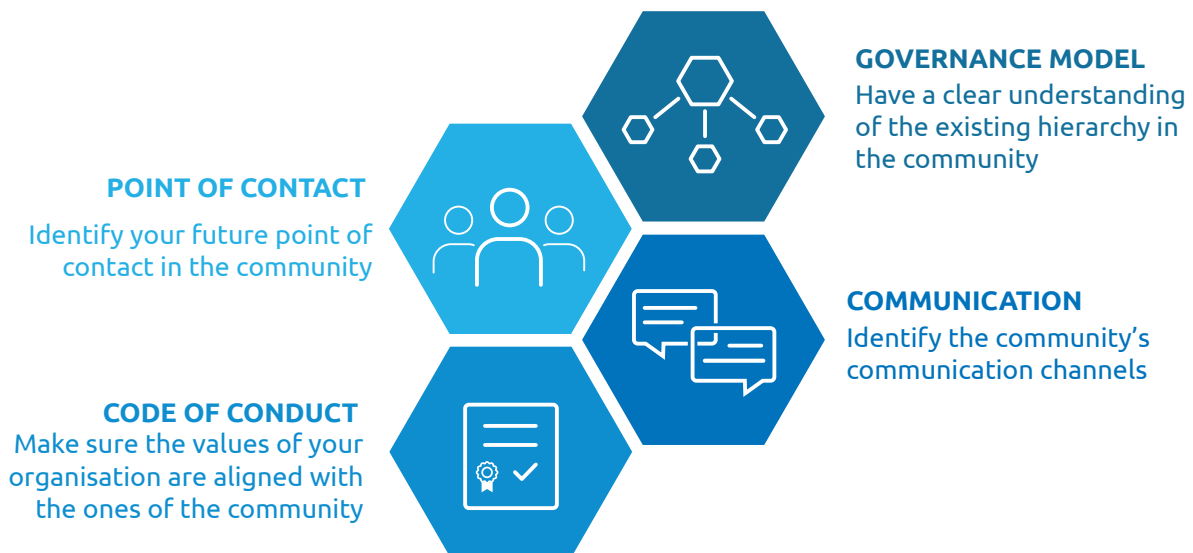 GOVERNANCE MODEL
Have a clear understanding
of the existing hierarchy in
the community
POINT OF CONTACT
Identify your future point of
contact in the community
COMMUNICATION
Identify the community’s
communication channels
CODE OF CONDUCT
Make sure the values of your
organisation are aligned with
the ones of the community